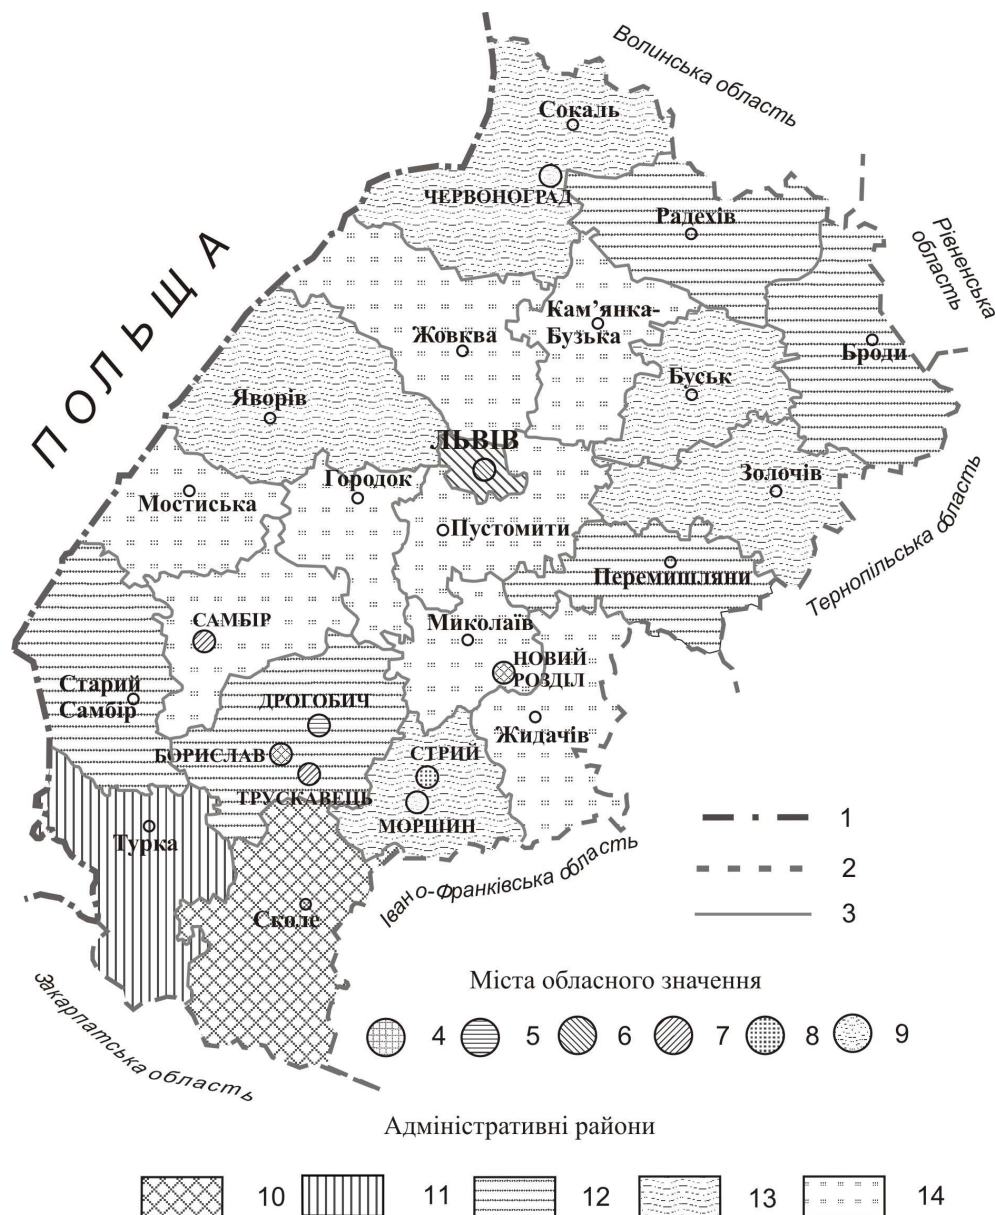 Волинська область
Сокаль
ЧЕРВОНОГРАД
Радехів
Рівненська
область
ПОЛЬЩА
Кам’янка-
Бузька
Жовква
Броди
Буськ
Яворів
ЛЬВІВ
Городок
Золочів
Мостиська
Пустомити
Тернопільська область
Перемишляни
САМБІР
Миколаїв
НОВИЙ
РОЗДІЛ
Старий
Самбір
ДРОГОБИЧ
Жидачів
БОРИСЛАВ
СТРИЙ
ТРУСКАВЕЦЬ
МОРШИН
Турка
1
2
3
Івано-Франківська область
Сколе
Закарпатська область
Міста обласного значення
4 5 6 7 8 9
Адміністративні райони
10 11 12 13 14